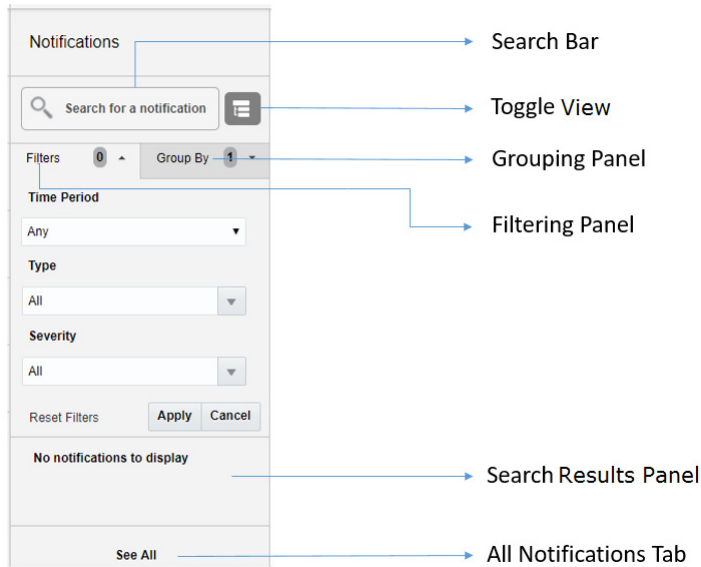 Notifications
Search Bar
Search for a notification
Toggle View
Filters 0 Group By 1
Grouping Panel
Time Period
Filtering Panel
Any
Type
All
Severity
All
Reset Filters Apply Cancel
No notifications to display
Search Results Panel
See All
All Notifications Tab